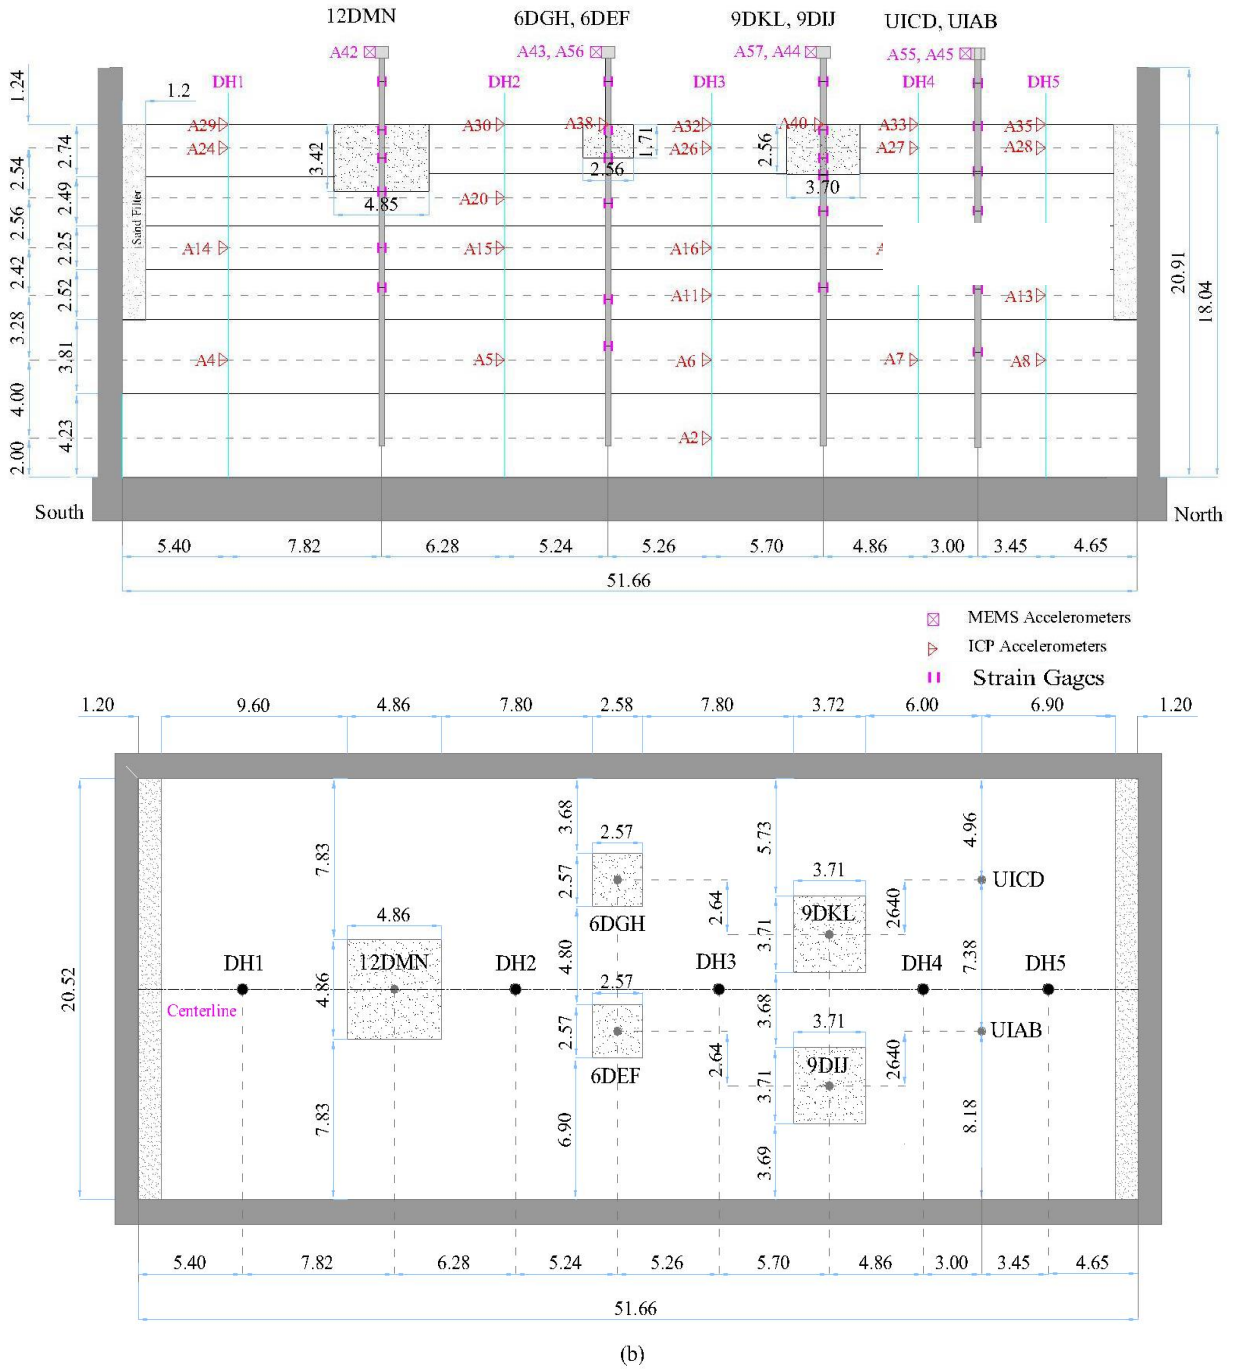 12DMN
6DGH, 6DEF
9DKL, 9DIJ
UICD, UIAB
A42
A43, A56
A57, A44
A55, A45
DH1
DH2
DH3
DH4
DH5
1.24
1.2
A29
A30
A38
A32
A40
A33
A35
2.74
3.42
1.71
2.56
A24
A26
A27
A28
2.54
2.56
3.70
4.85
2.49
A20
Sand Filter
2.56
2.25
A14
A15
A16
2.42
2.52
A11
A13
20.91
18.04
3.28
3.81
A4
A5
A6
A7
A8
4.00
4.23
A2
2.00
South
North
5.40
7.82
6.28
5.24
5.26
5.70
4.86
3.00
3.45
4.65
51.66
MEMS Accelerometers
ICP Accelerometers
Strain Gages
1.20
9.60
4.86
7.80
2.58
7.80
3.72
6.00
6.90
1.20
3.68
5.73
4.96
7.83
2.57
3.71
2.57
UICD
4.86
2.64
9DKL
2640
6DGH
3.71
20.52
4.80
7.38
DH1
12DMN
DH2
DH3
DH4
DH5
4.86
2.57
3.68
Centerline
3.71
2.57
UIAB
2.64
9DIJ
2640
6DEF
3.71
7.83
6.90
3.69
8.18
5.40
7.82
6.28
5.24
5.26
5.70
4.86
3.00
3.45
4.65
51.66
(b)